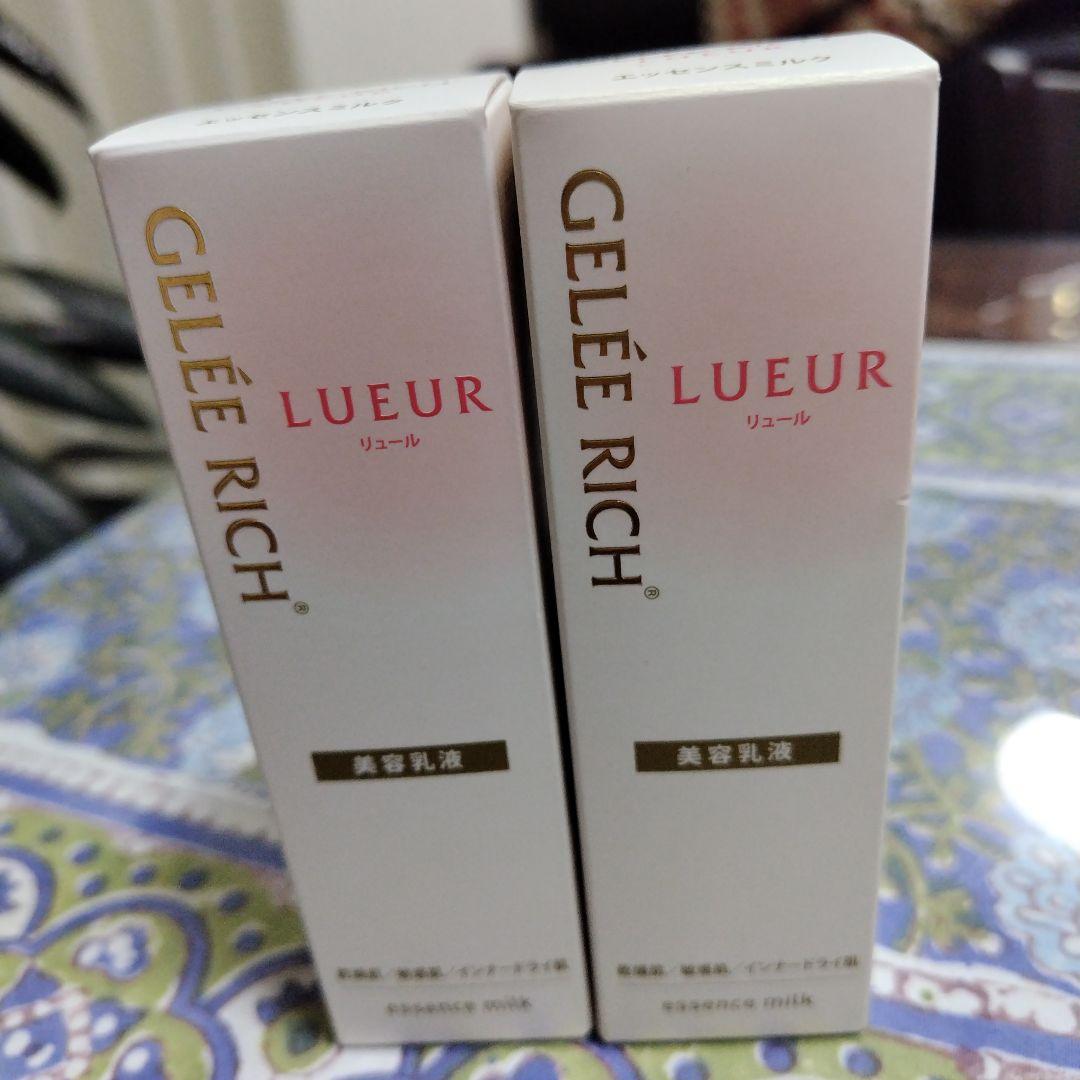 エッセンスミルク
GELÉE RICH®
LUEUR
リュール
美容乳液
乾燥肌/敏感肌/インナードライ肌
essence milk
エッセンスミルク
GELÉE RICH®
LUEUR
リュール
美容乳液
乾燥肌/敏感肌/インナードライ肌
essence milk